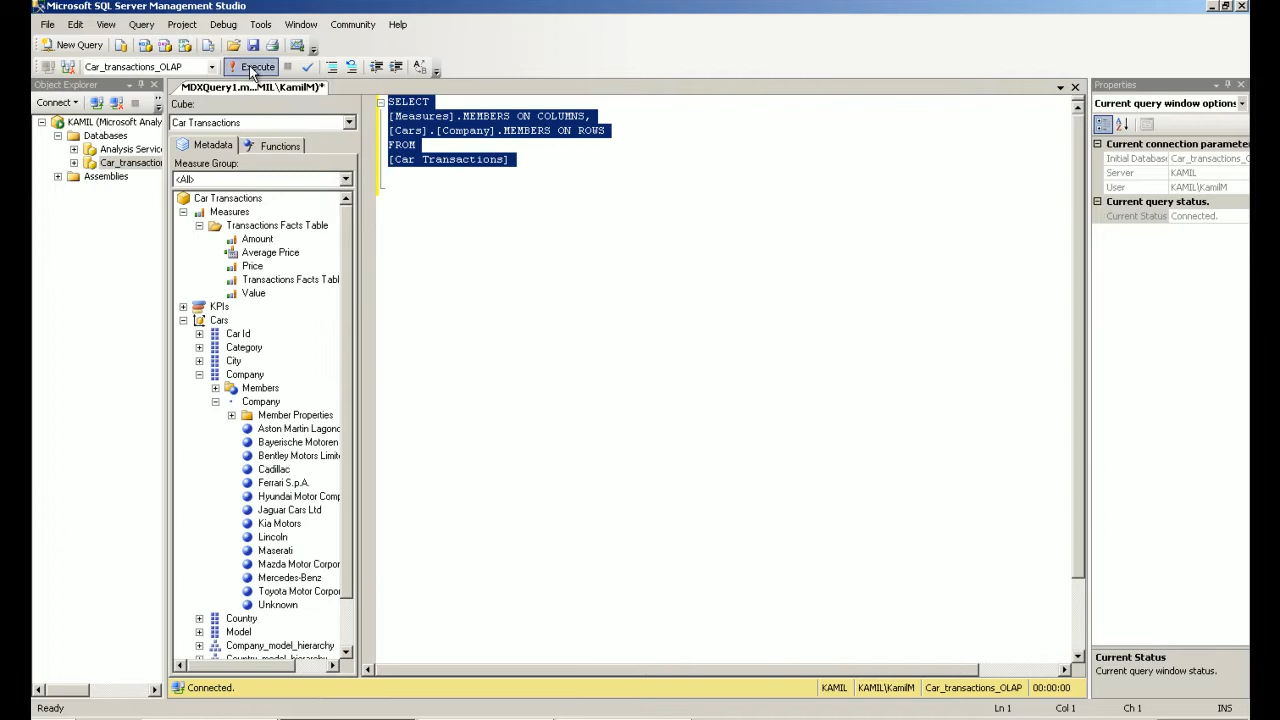 Microsoft SQL Server Management Studio
File Edit View Query Project Debug Tools Window Community Help
New Query
Car_transactions_OLAP Execute
Object Explorer
Connect
KAMIL (Microsoft Analy
Databases
Analysis Servic
Car_transactio
Assemblies
MDXQuery1.m...MIL\KamilM)*
Cube:
Car Transactions
Metadata Functions
Measure Group:
<All>
Car Transactions
Measures
Transactions Facts Table
Amount
Average Price
Price
Transactions Facts Tabl
Value
KPIs
Cars
Car Id
Category
City
Company
Members
Company
Member Properties
Aston Martin Lagond
Bayerische Motoren
Bentley Motors Limite
Cadillac
Ferrari S.p.A.
Hyundai Motor Comp
Jaguar Cars Ltd
Kia Motors
Lincoln
Maserati
Mazda Motor Corpor
Mercedes-Benz
Toyota Motor Corpor
Unknown
Country
Model
Company_model_hierarchy
Country_model_hierarchy
SELECT
[Measures].MEMBERS ON COLUMNS,
[Cars].[Company].MEMBERS ON ROWS
FROM
[Car Transactions]
Properties
Current query window options
Current connection parameter
Initial Databas Car_transactions_O
Server KAMIL
User KAMIL\KamilM
Current query status.
Current Status Connected.
Current Status
Current query window status.
Connected. KAMIL KAMIL\KamilM Car_transactions_OLAP 00:00:00
Ready Ln 1 Col 1 Ch 1 INS